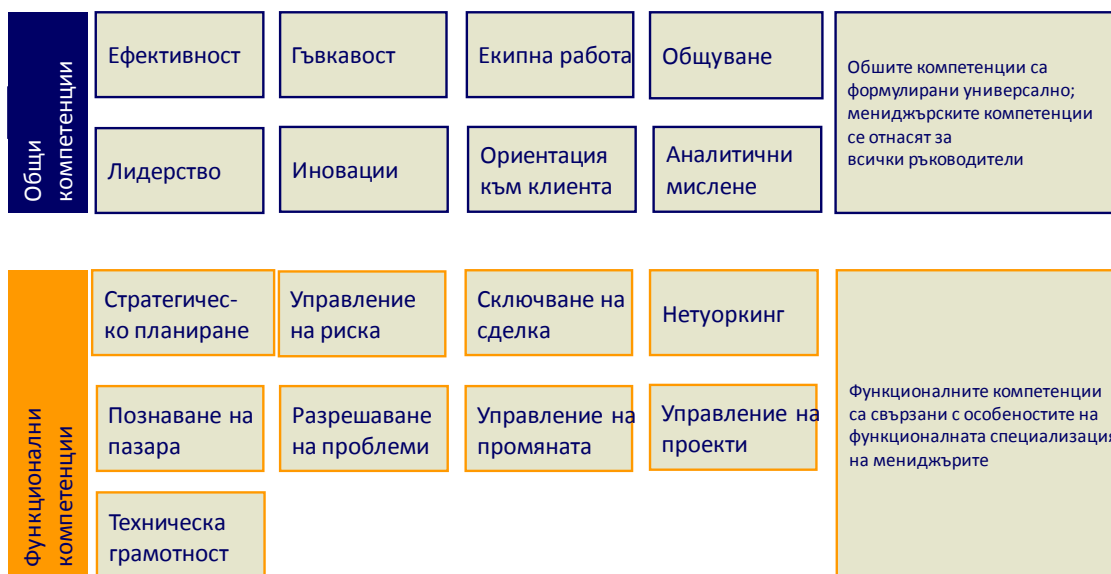 Общи
компетенции
Ефективност
Гъвкавост
Екипна работа
Общуване
Лидерство
Иновации
Ориентация
към клиента
Аналитични
мислене
Обшите компетенции са
формулирани универсално;
мениджърските компетенции
се отнасят за
всички ръководители
Функционални
компетенции
Стратегичес-
ко планиране
Управление
на риска
Сключване на
сделка
Нетуоркинг
Познаване на
пазара
Разрешаване
на проблеми
Управление на
промяната
Управление на
проекти
Техническа
грамотност
Функционалните компетенции
са свързани с особеностите на
функционалната специализация
на мениджърите